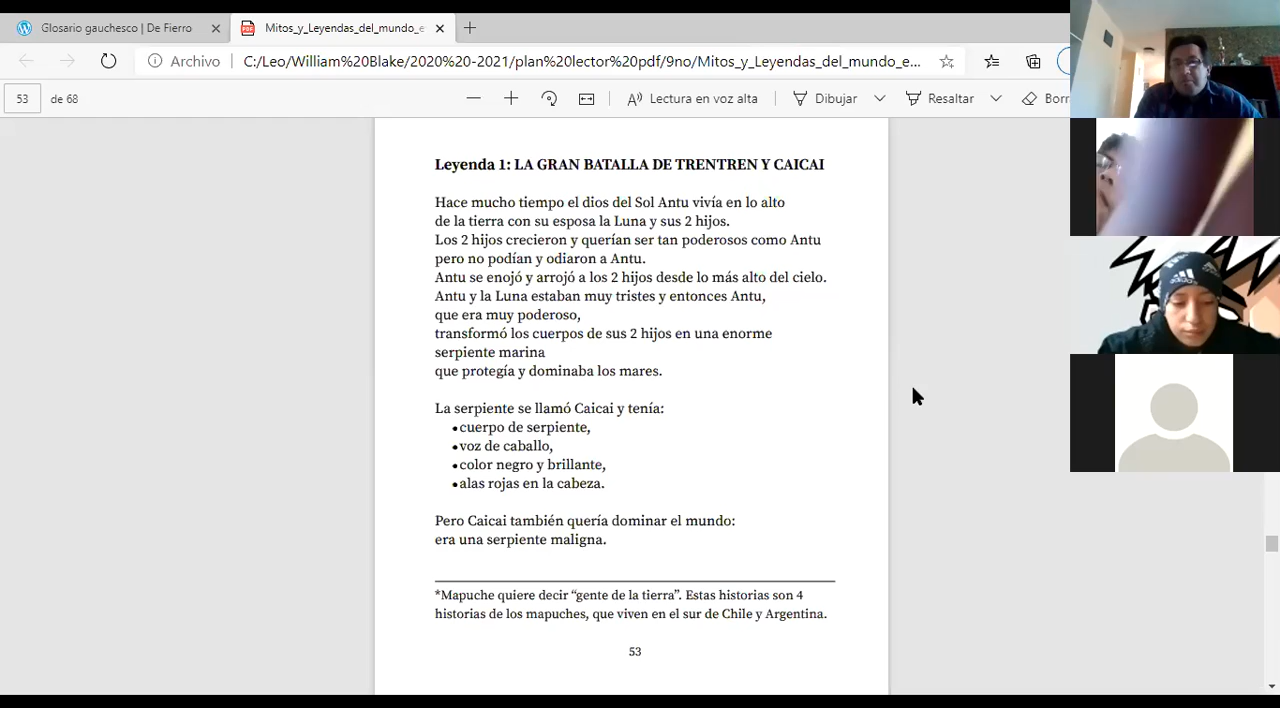 Glosario gauchesco | De Fierro
Mitos_y_Leyendas_del_mundo_e
Archivo
C:/Leo/William%20Blake/2020%20-2021/plan%20lector%20pdf/9no/Mitos_y_Leyendas_del_mundo_e...
53 de 68
Lectura en voz alta
Dibujar
Resaltar
Borr
Leyenda 1: LA GRAN BATALLA DE TRENTREN Y CAICAI
Hace mucho tiempo el dios del Sol Antu vivía en lo alto
de la tierra con su esposa la Luna y sus 2 hijos.
Los 2 hijos crecieron y querían ser tan poderosos como Antu
pero no podían y odiaron a Antu.
Antu se enojó y arrojó a los 2 hijos desde lo más alto del cielo.
Antu y la Luna estaban muy tristes y entonces Antu,
que era muy poderoso,
transformó los cuerpos de sus 2 hijos en una enorme
serpiente marina
que protegía y dominaba los mares.
La serpiente se llamó Caicai y tenía:
•cuerpo de serpiente,
•voz de caballo,
•color negro y brillante,
•alas rojas en la cabeza.
Pero Caicai también quería dominar el mundo:
era una serpiente maligna.
*Mapuche quiere decir “gente de la tierra”. Estas historias son 4
historias de los mapuches, que viven en el sur de Chile y Argentina.
53
adidas